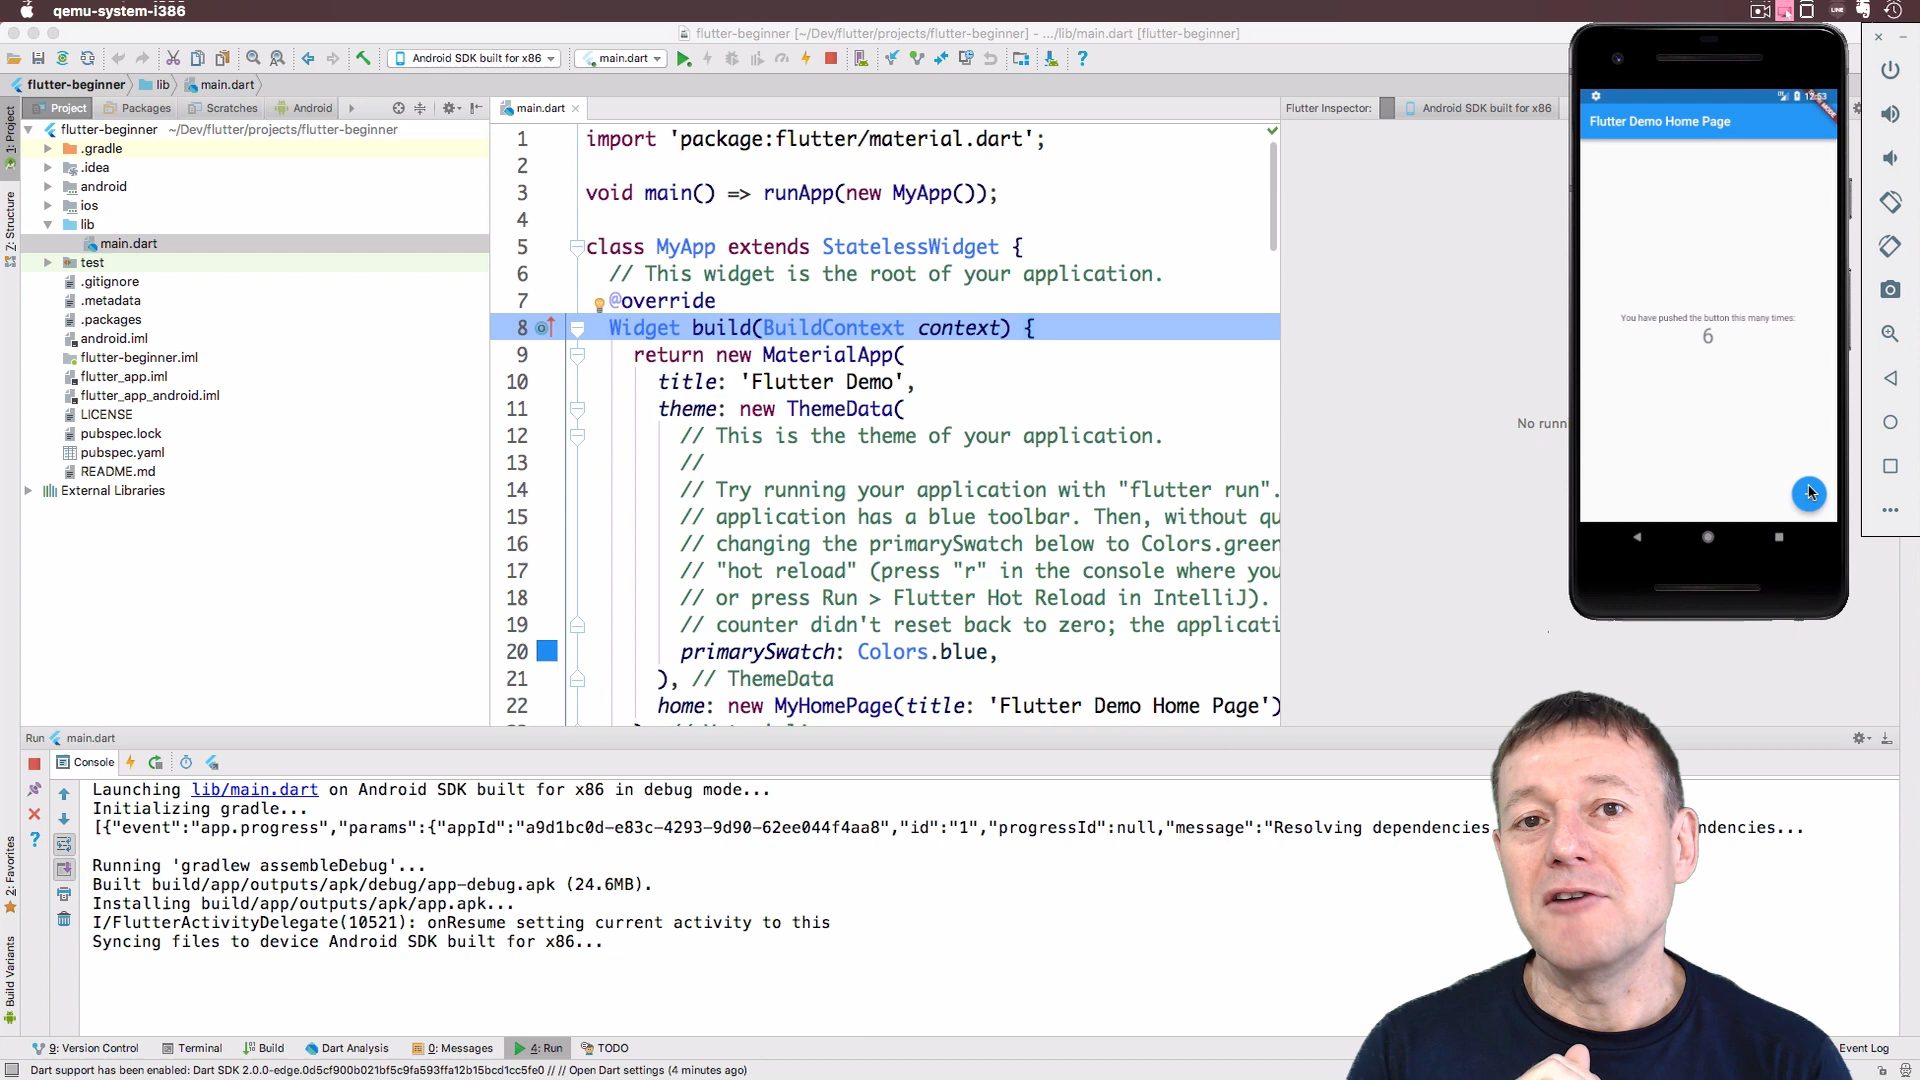 qemu-system-i386
flutter-beginner [~/Dev/flutter/projects/flutter-beginner] - .../lib/main.dart [flutter-beginner]
Android SDK built for x86
main.dart
flutter-beginner
lib
main.dart
Project
Packages
Scratches
Android
main.dart
Flutter Inspector:
Android SDK built for x86
1: Project
Z: Structure
2: Favorites
Build Variants
flutter-beginner ~/Dev/flutter/projects/flutter-beginner
.gradle
.idea
android
ios
lib
main.dart
test
.gitignore
.metadata
.packages
android.iml
flutter-beginner.iml
flutter_app.iml
flutter_app_android.iml
LICENSE
pubspec.lock
pubspec.yaml
README.md
External Libraries
1 import 'package:flutter/material.dart';
2
3 void main() => runApp(new MyApp());
4
5 class MyApp extends StatelessWidget {
6 // This widget is the root of your application.
7 @override
8 Widget build(BuildContext context) {
9 return new MaterialApp(
10 title: 'Flutter Demo',
11 theme: new ThemeData(
12 // This is the theme of your application.
13 //
14 // Try running your application with "flutter run".
15 // application has a blue toolbar. Then, without qu
16 // changing the primarySwatch below to Colors.green
17 // "hot reload" (press "r" in the console where you
18 // or press Run > Flutter Hot Reload in IntelliJ).
19 // counter didn't reset back to zero; the applicati
20 primarySwatch: Colors.blue,
21 ), // ThemeData
22 home: new MyHomePage(title: 'Flutter Demo Home Page')
No runn
Flutter Demo Home Page
You have pushed the button this many times:
6
Run main.dart
Console
Launching lib/main.dart on Android SDK built for x86 in debug mode...
Initializing gradle...
[{"event":"app.progress","params":{"appId":"a9d1bc0d-e83c-4293-9d90-62ee044f4aa8","id":"1","progressId":null,"message":"Resolving dependencies ndencies...
Running 'gradlew assembleDebug'...
Built build/app/outputs/apk/debug/app-debug.apk (24.6MB).
Installing build/app/outputs/apk/app.apk...
I/FlutterActivityDelegate(10521): onResume setting current activity to this
Syncing files to device Android SDK built for x86...
9: Version Control
Terminal
Build
Dart Analysis
0: Messages
4: Run
TODO
Event Log
Dart support has been enabled: Dart SDK 2.0.0-edge.0d5cf900b021bf5c9fa593ffa12b15bcd1cc5fe0 // // Open Dart settings (4 minutes ago)